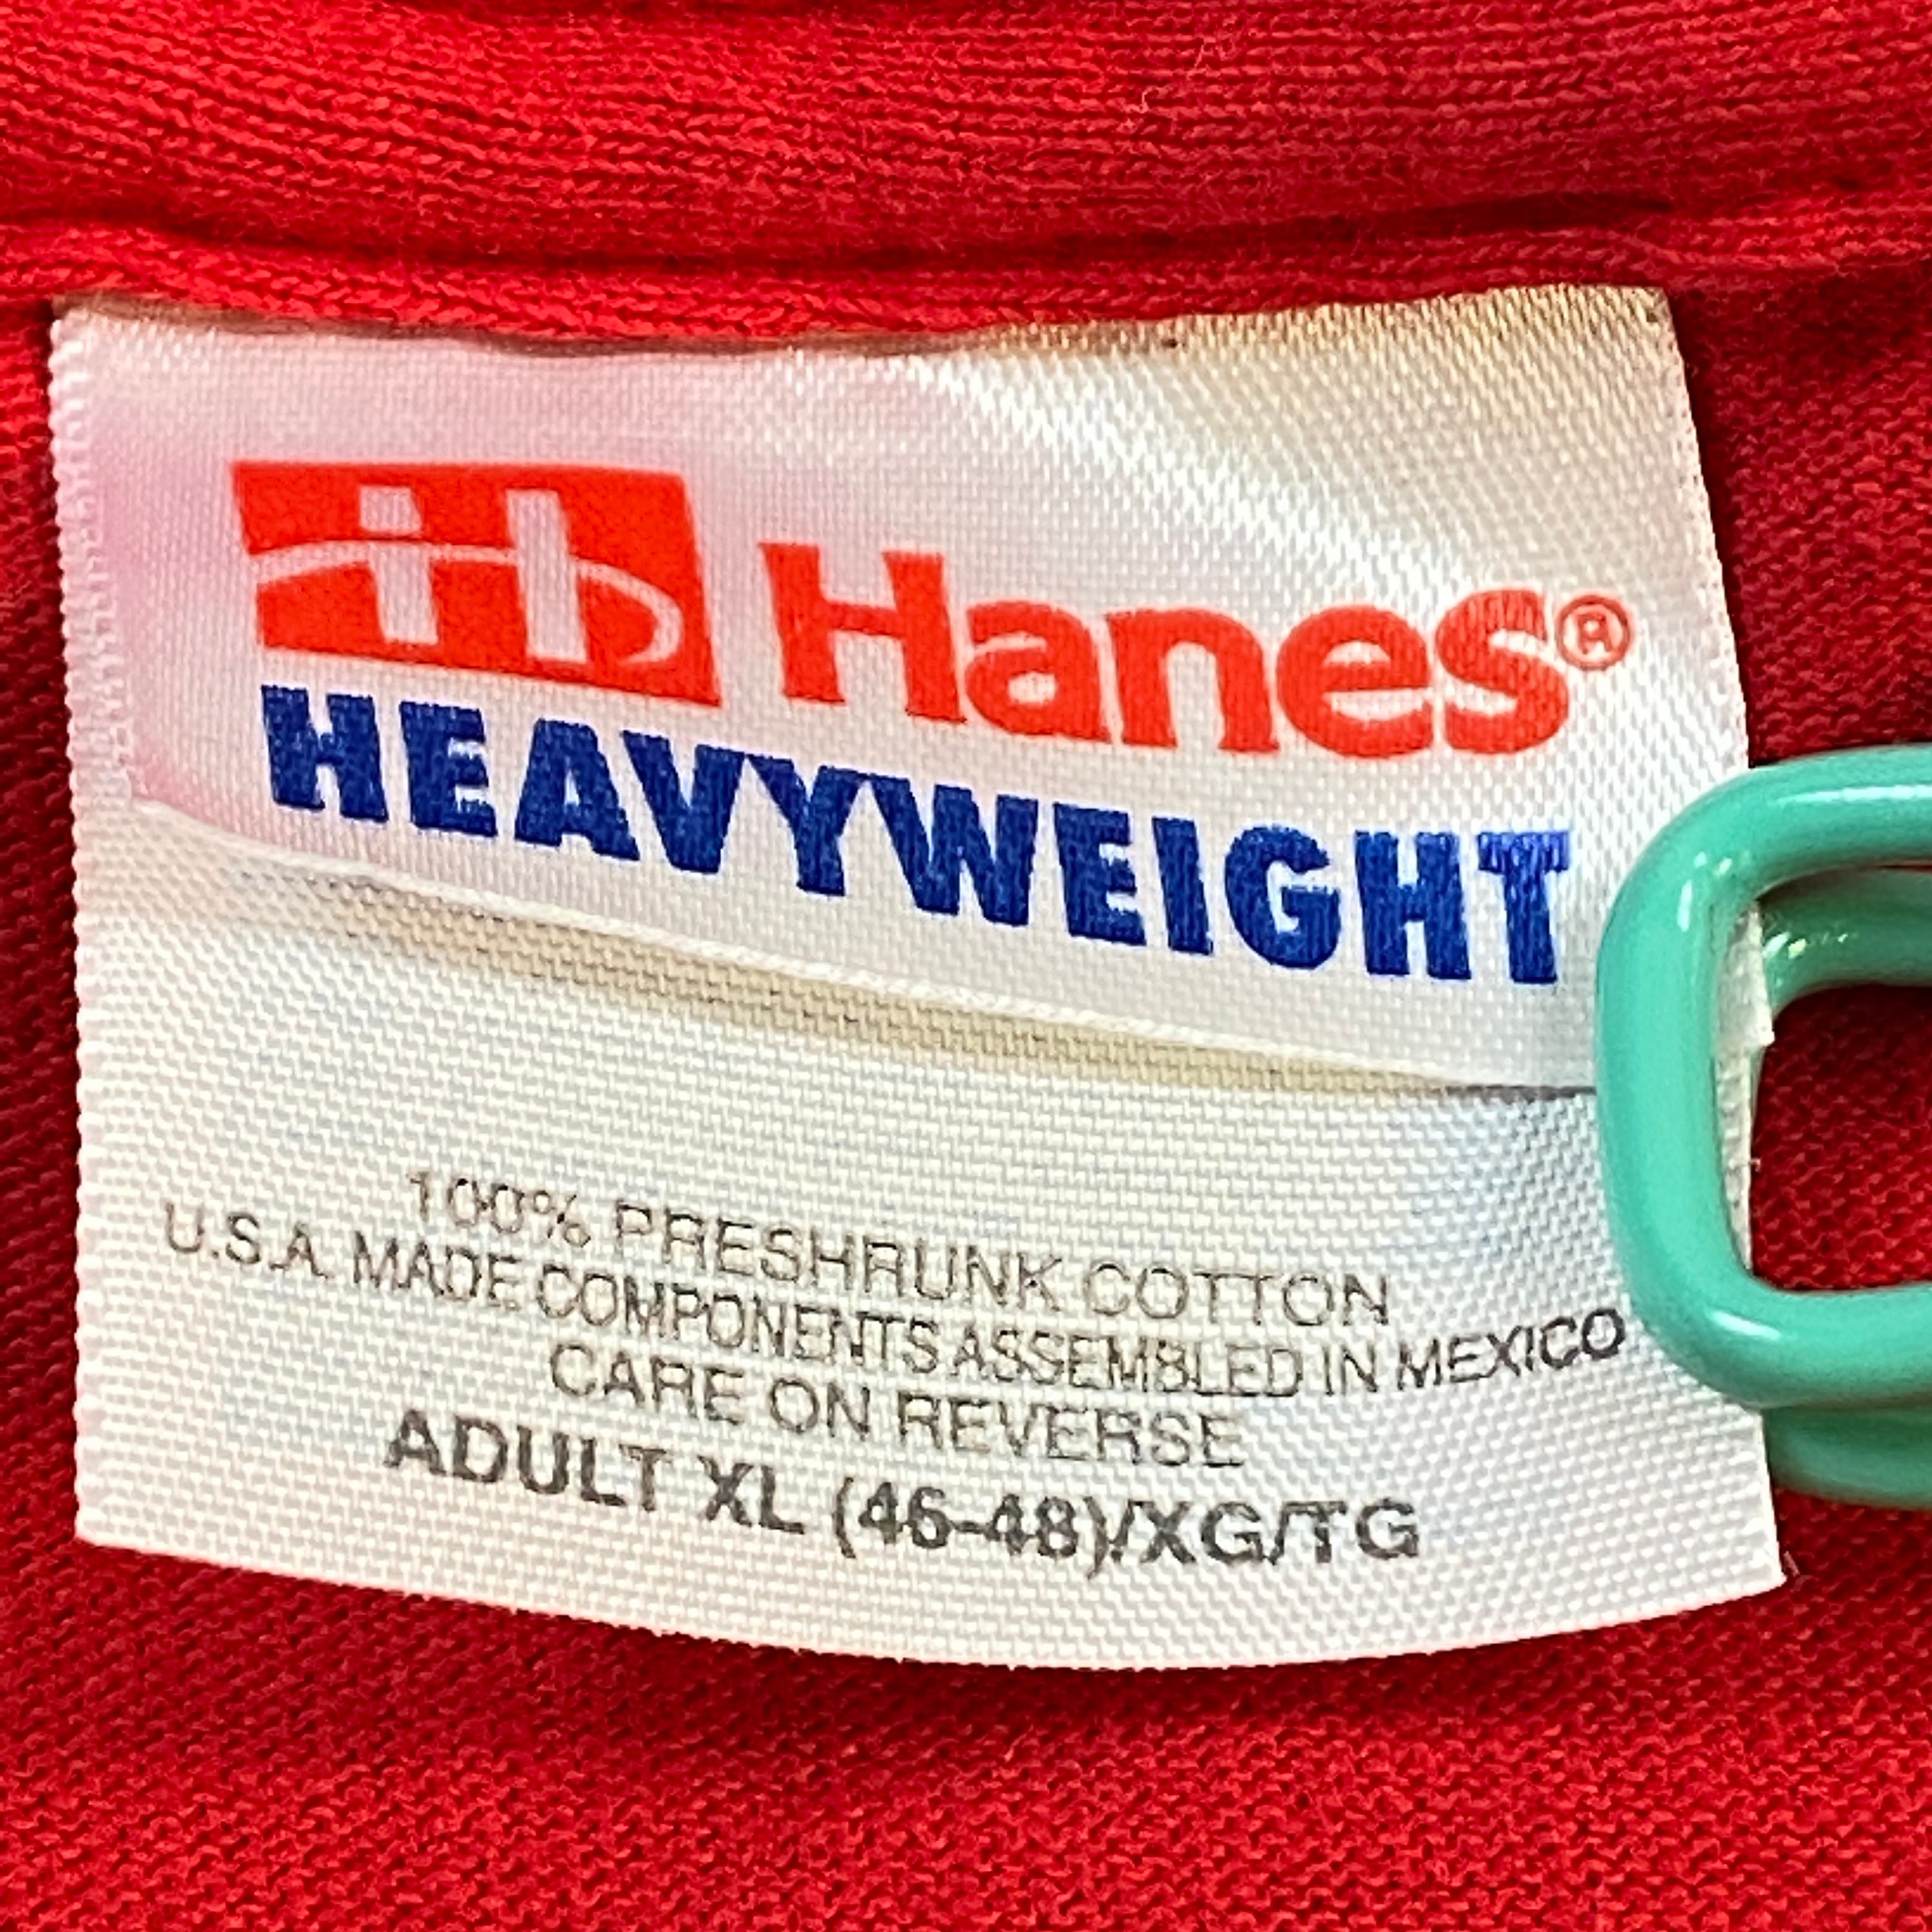 Hanes®
HEAVYWEIGHT
100% PRESHRUNK COTTON
U.S.A. MADE COMPONENTS ASSEMBLED IN MEXICO
CARE ON REVERSE
ADULT XL (46-48)/XG/TG